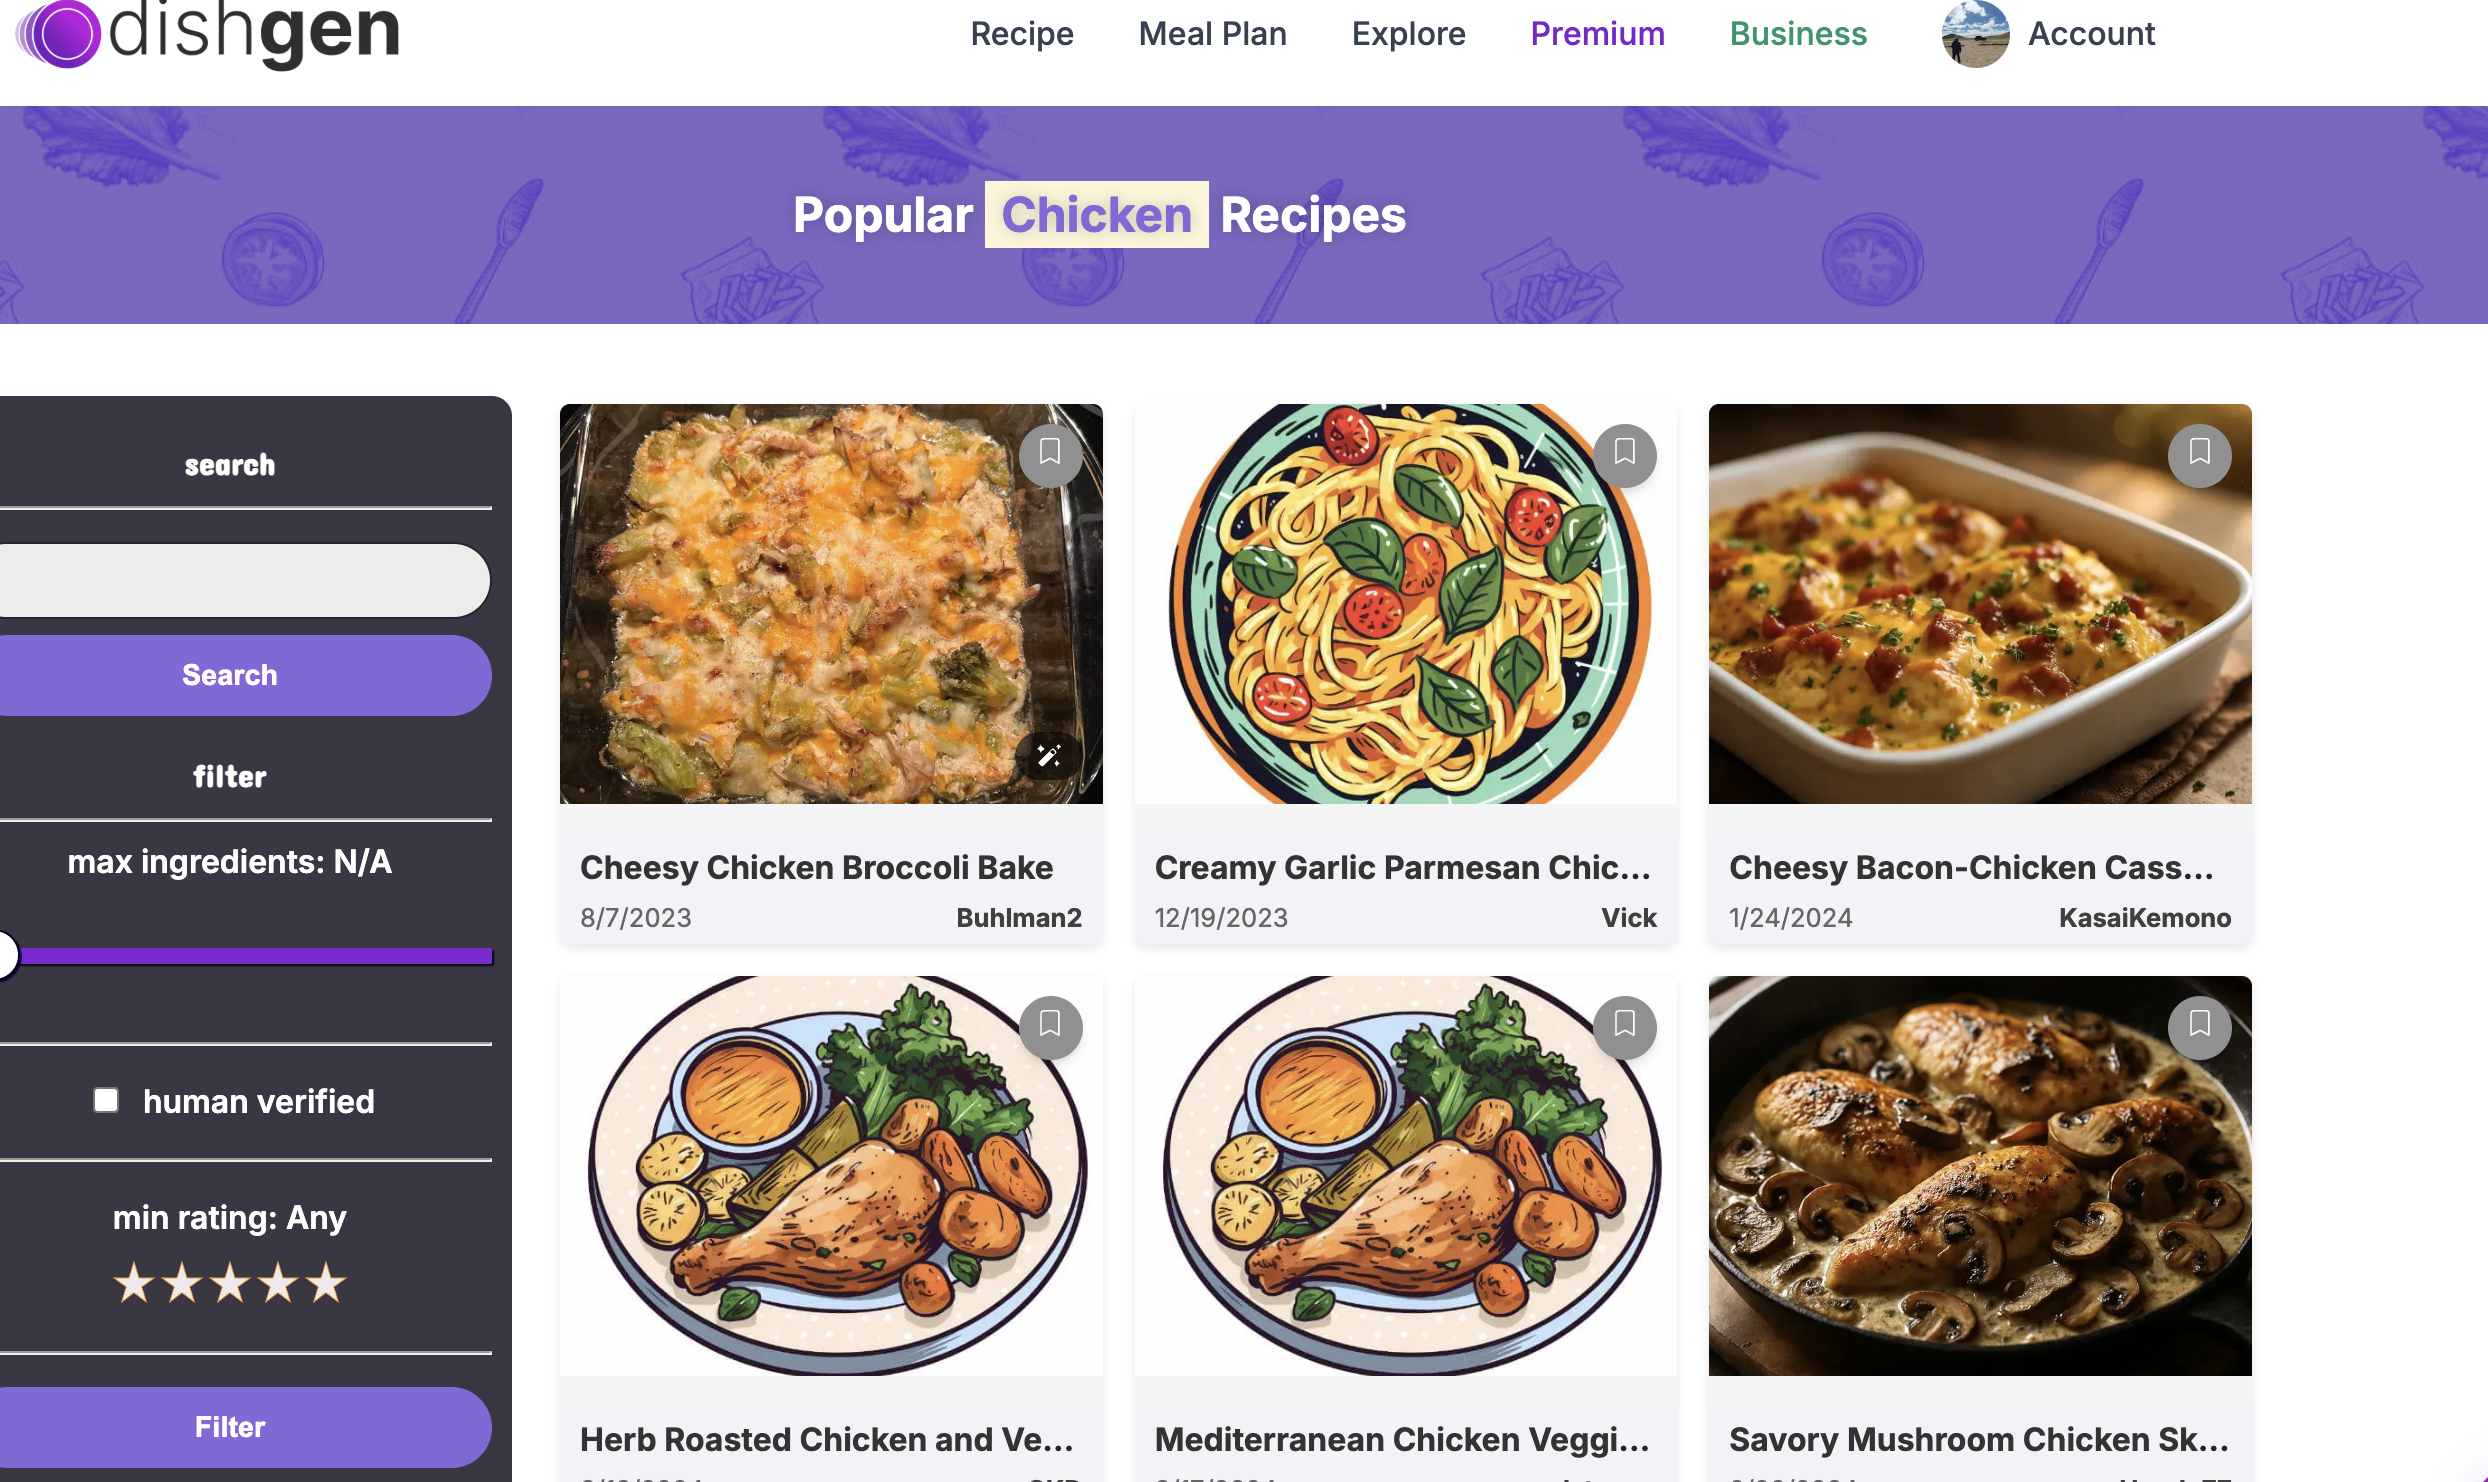 dishgen
Recipe Meal Plan Explore Premium Business Account
Popular Chicken Recipes
search
Search
filter
max ingredients: N/A
human verified
min rating: Any
Filter
Cheesy Chicken Broccoli Bake
8/7/2023 Buhlman2
Creamy Garlic Parmesan Chic...
12/19/2023 Vick
Cheesy Bacon-Chicken Cass...
1/24/2024 KasaiKemono
Herb Roasted Chicken and Ve...
Mediterranean Chicken Veggi...
Savory Mushroom Chicken Sk...